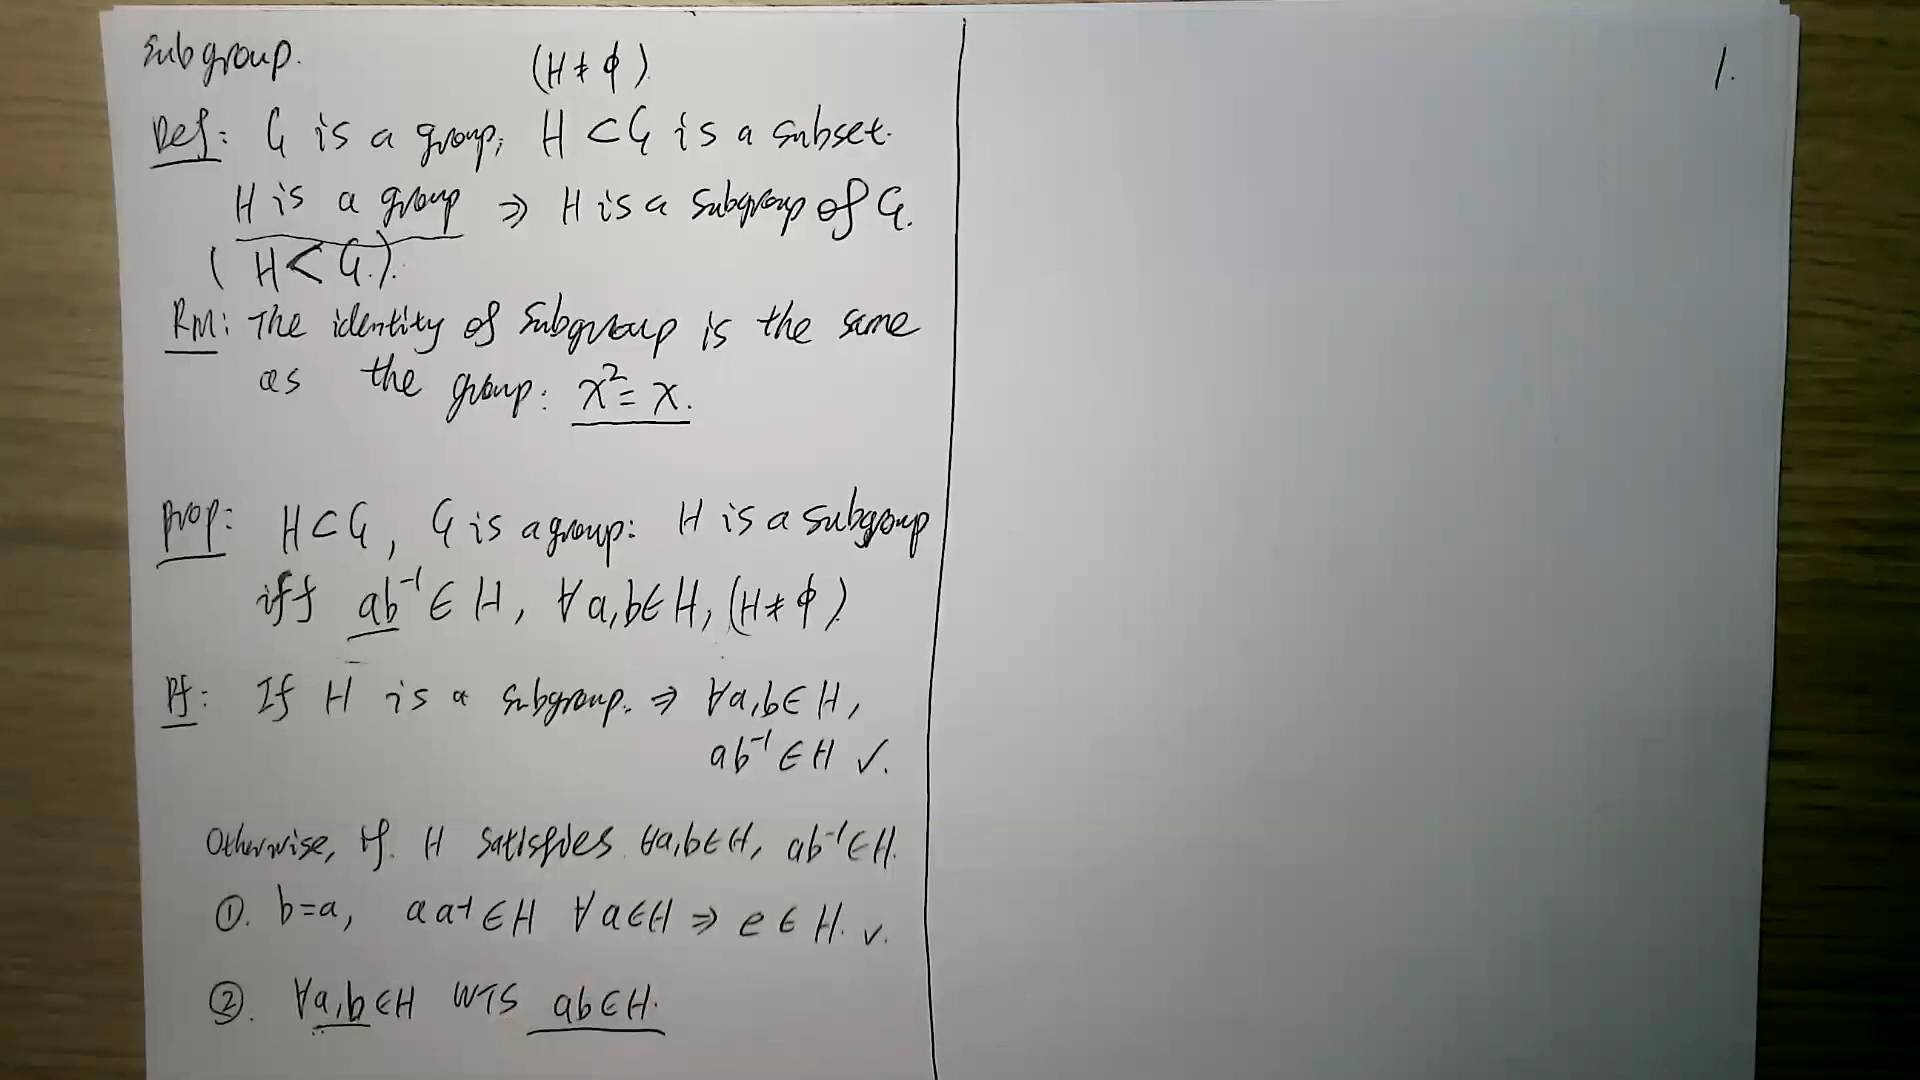 Subgroup.
(H ≠ ϕ).
Def: G is a group, H ⊂ G is a subset.
H is a group ⇒ H is a subgroup of G.
( H < G.).
RM: The identity of subgroup is the same
as the group: x² = x.
Prop: H ⊂ G, G is a group: H is a subgroup
iff ab⁻¹ ∈ H, ∀a,b∈H, (H ≠ ϕ).
Pf: If H is a subgroup. ⇒ ∀a,b∈H,
ab⁻¹ ∈ H ✓.
Otherwise, if. H satisfies ∀a,b∈H, ab⁻¹∈H.
①. b=a, aa⁻¹ ∈H ∀a∈H ⇒ e ∈ H. ✓.
②. ∀a,b∈H WTS ab∈H.
1.